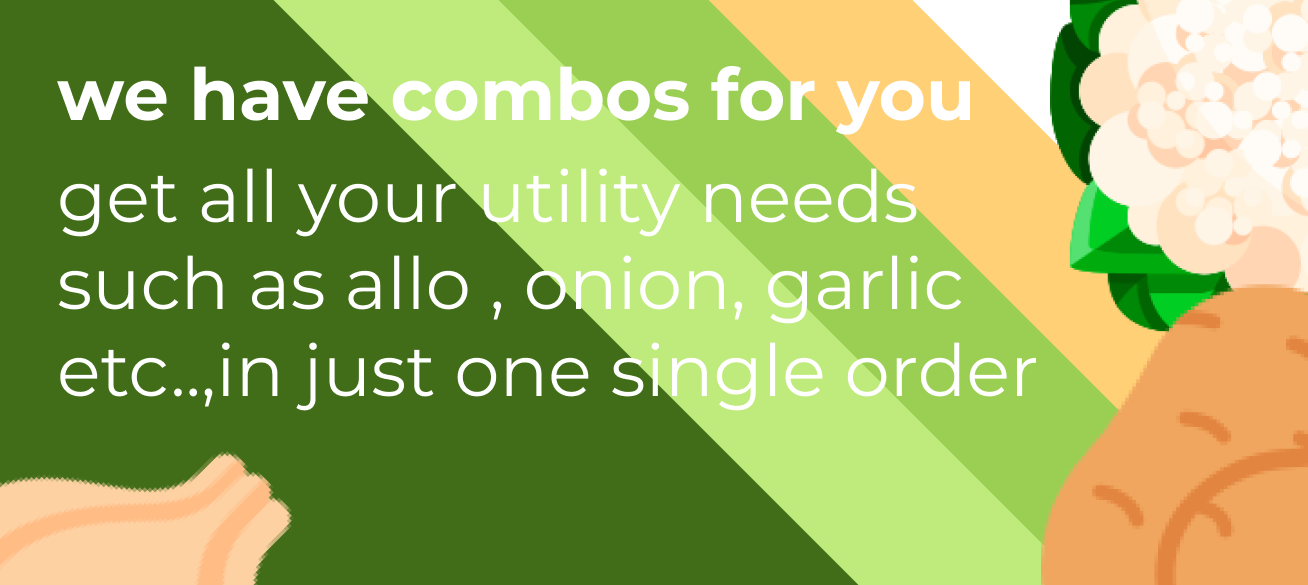 we have combos for you
get all your utility needs
such as allo , onion, garlic
etc..,in just one single order